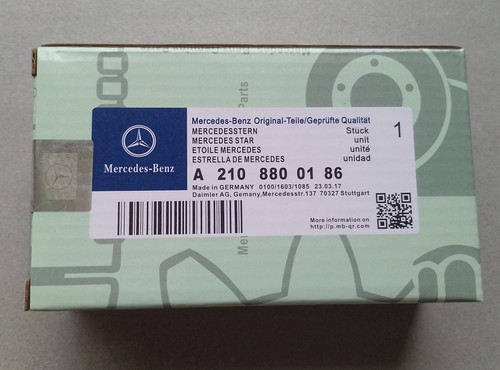 Mercedes-Benz Original-Teile/Geprüfte Qualität
MERCEDESSTERN Stück
MERCEDES STAR unit
ETOILE MERCEDES unité
ESTRELLA DE MERCEDES unidad
1
Mercedes-Benz
A 210 880 01 86
Made in GERMANY 0100/1603/1085 23.03.17
Daimler AG, Gemany,Mercedesstr.137 70327 Stuttgart
More information on
http://p.mb-qr.com
Parts